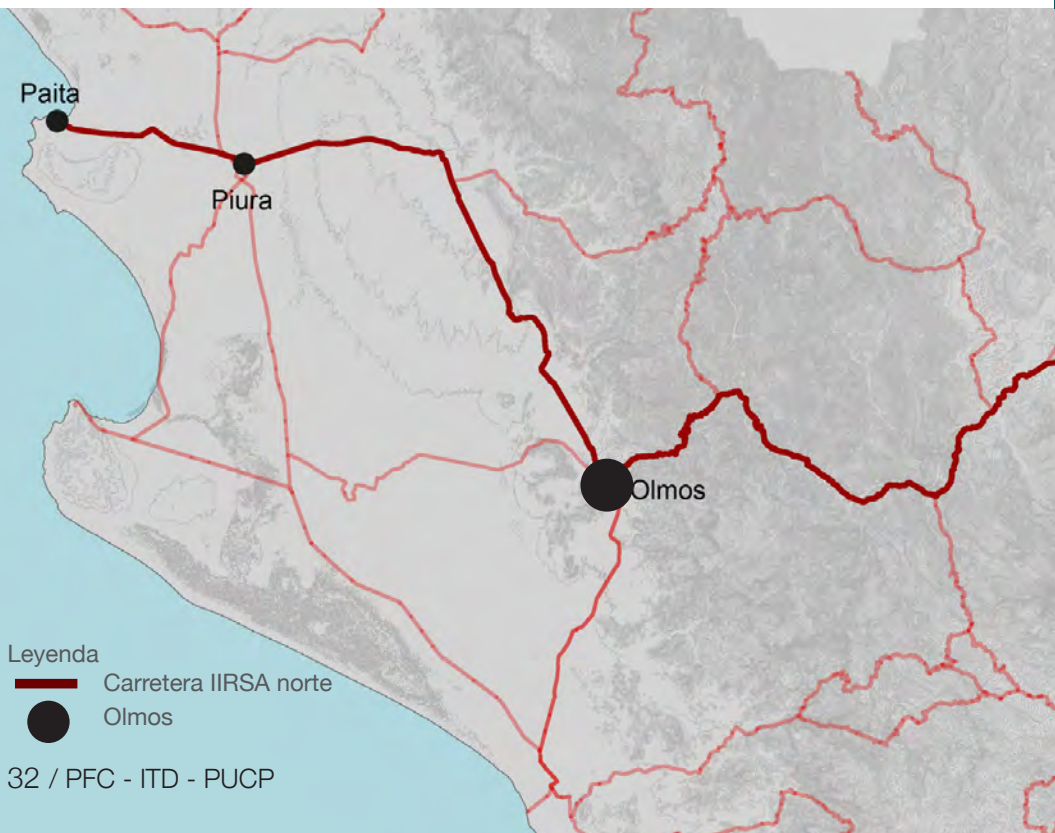 Paita
Piura
Olmos
Leyenda
Carretera IIRSA norte
Olmos
32 / PFC - ITD - PUCP